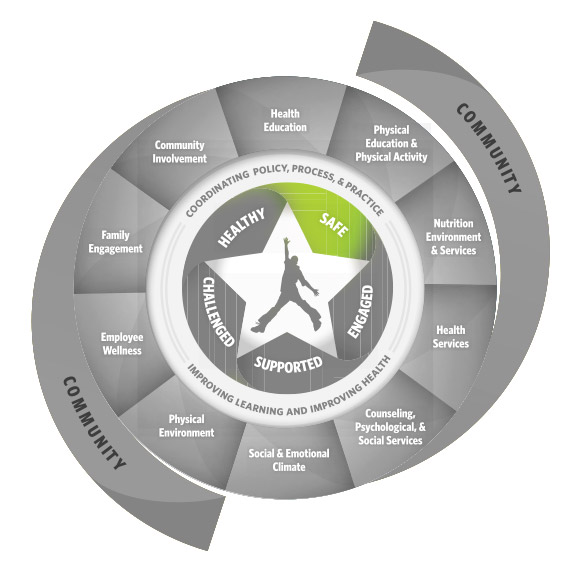 COMMUNITY
Health
Education
Physical
Education &
Physical Activity
Nutrition
Environment
& Services
Health
Services
Counseling,
Psychological, &
Social Services
Social & Emotional
Climate
Physical
Environment
Employee
Wellness
Family
Engagement
Community
Involvement
COORDINATING POLICY, PROCESS, & PRACTICE
HEALTHY
SAFE
ENGAGED
SUPPORTED
CHALLENGED
IMPROVING LEARNING AND IMPROVING HEALTH
COMMUNITY